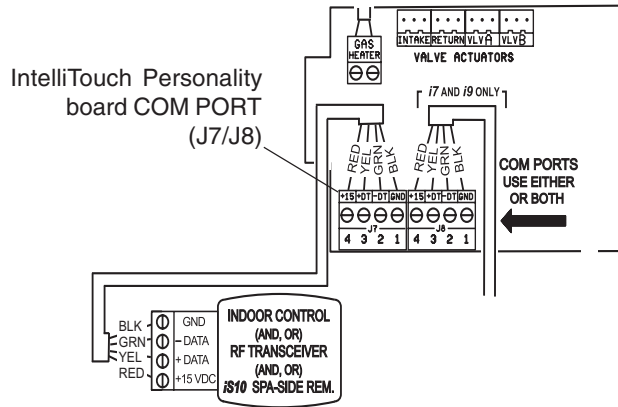 GAS
HEATER
INTAKE RETURN VLVA VLVB
VALVE ACTUATORS
IntelliTouch Personality
board COM PORT
(J7/J8)
i7 AND i9 ONLY
RED YEL GRN BLK
RED YEL GRN BLK
COM PORTS
USE EITHER
OR BOTH
+15 +DT -DT GND +15 +DT -DT GND
J7 J8
4 3 2 1 4 3 2 1
BLK GND
GRN – DATA
YEL + DATA
RED +15 VDC
INDOOR CONTROL
(AND, OR)
RF TRANSCEIVER
(AND, OR)
iS10 SPA-SIDE REM.